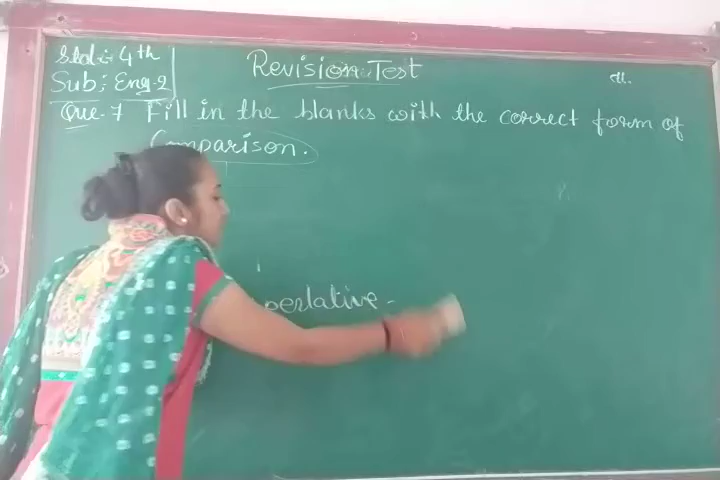 Std :- 4th
Sub : Eng-2
Revision Test
Que. 7 Fill in the blanks with the correct form of
Comparison.
perlative -